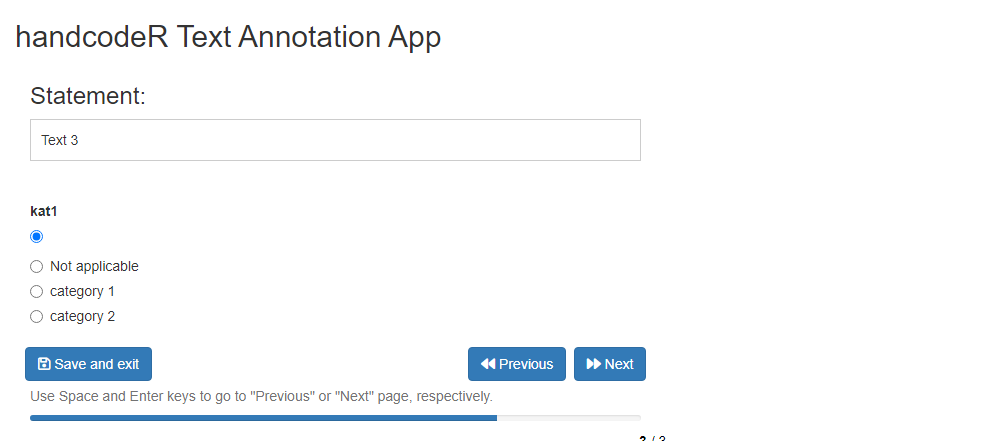 handcodeR Text Annotation App
Statement:
Text 3
kat1
Not applicable
category 1
category 2
Save and exit
Previous
Next
Use Space and Enter keys to go to "Previous" or "Next" page, respectively.